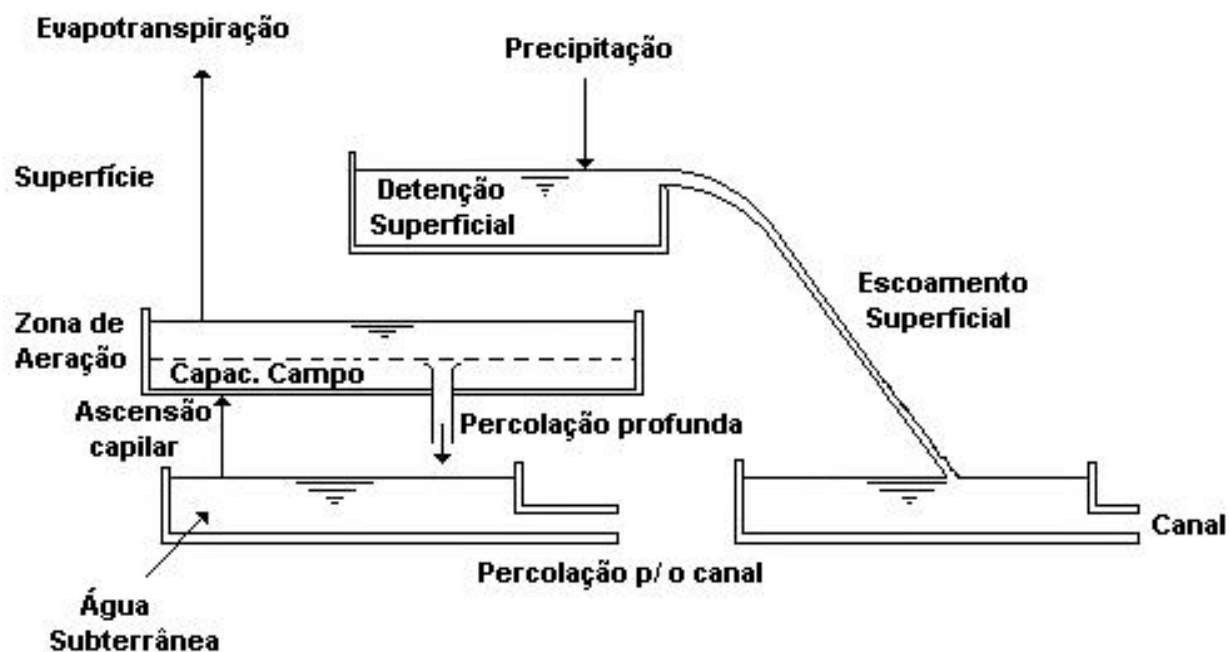 Evapotranspiração
Precipitação
Superfície
Detenção
Superficial
Escoamento
Superficial
Zona de
Aeração
Capac. Campo
Ascensão
capilar
Percolação profunda
Canal
Percolação p/ o canal
Água
Subterrânea